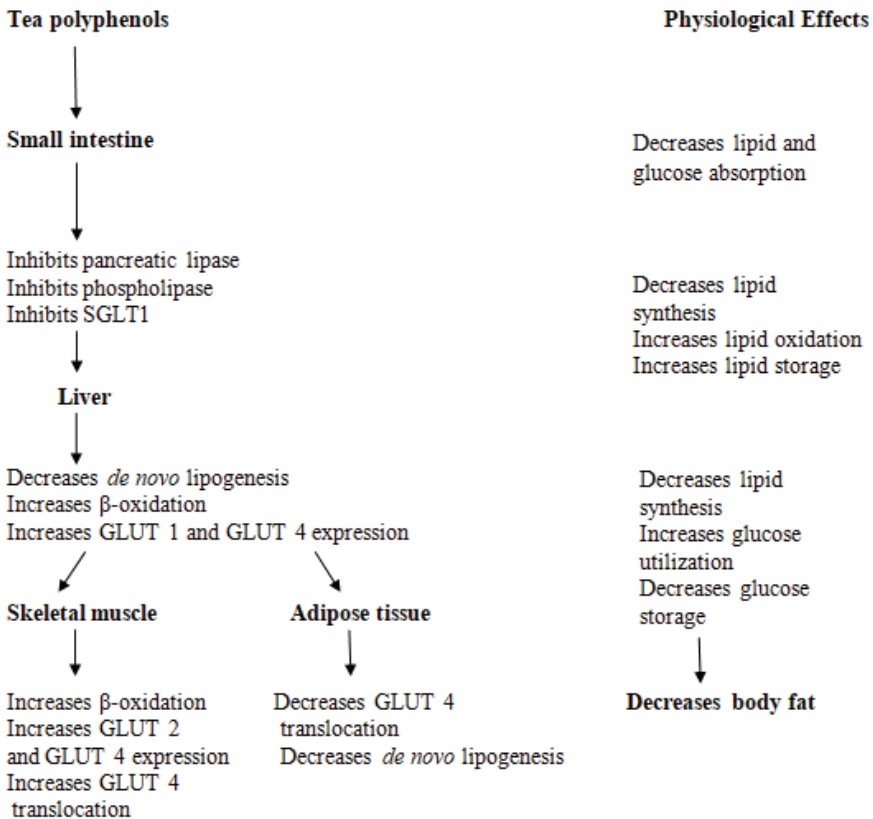 Tea polyphenols
Physiological Effects
Small intestine
Decreases lipid and
glucose absorption
Inhibits pancreatic lipase
Inhibits phospholipase
Inhibits SGLT1
Decreases lipid
synthesis
Increases lipid oxidation
Increases lipid storage
Liver
Decreases de novo lipogenesis
Increases β-oxidation
Increases GLUT 1 and GLUT 4 expression
Decreases lipid
synthesis
Increases glucose
utilization
Decreases glucose
storage
Skeletal muscle
Adipose tissue
Increases β-oxidation
Increases GLUT 2
and GLUT 4 expression
Increases GLUT 4
translocation
Decreases GLUT 4
translocation
Decreases de novo lipogenesis
Decreases body fat